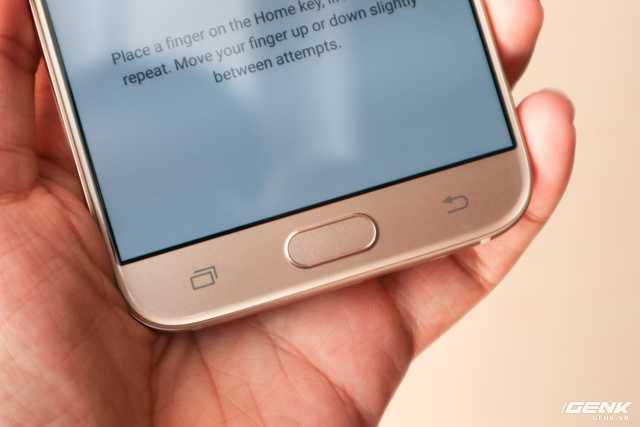 Place a finger on the Home key,
repeat. Move your finger up or down slightly
between attempts.
GENK
GENK.VN